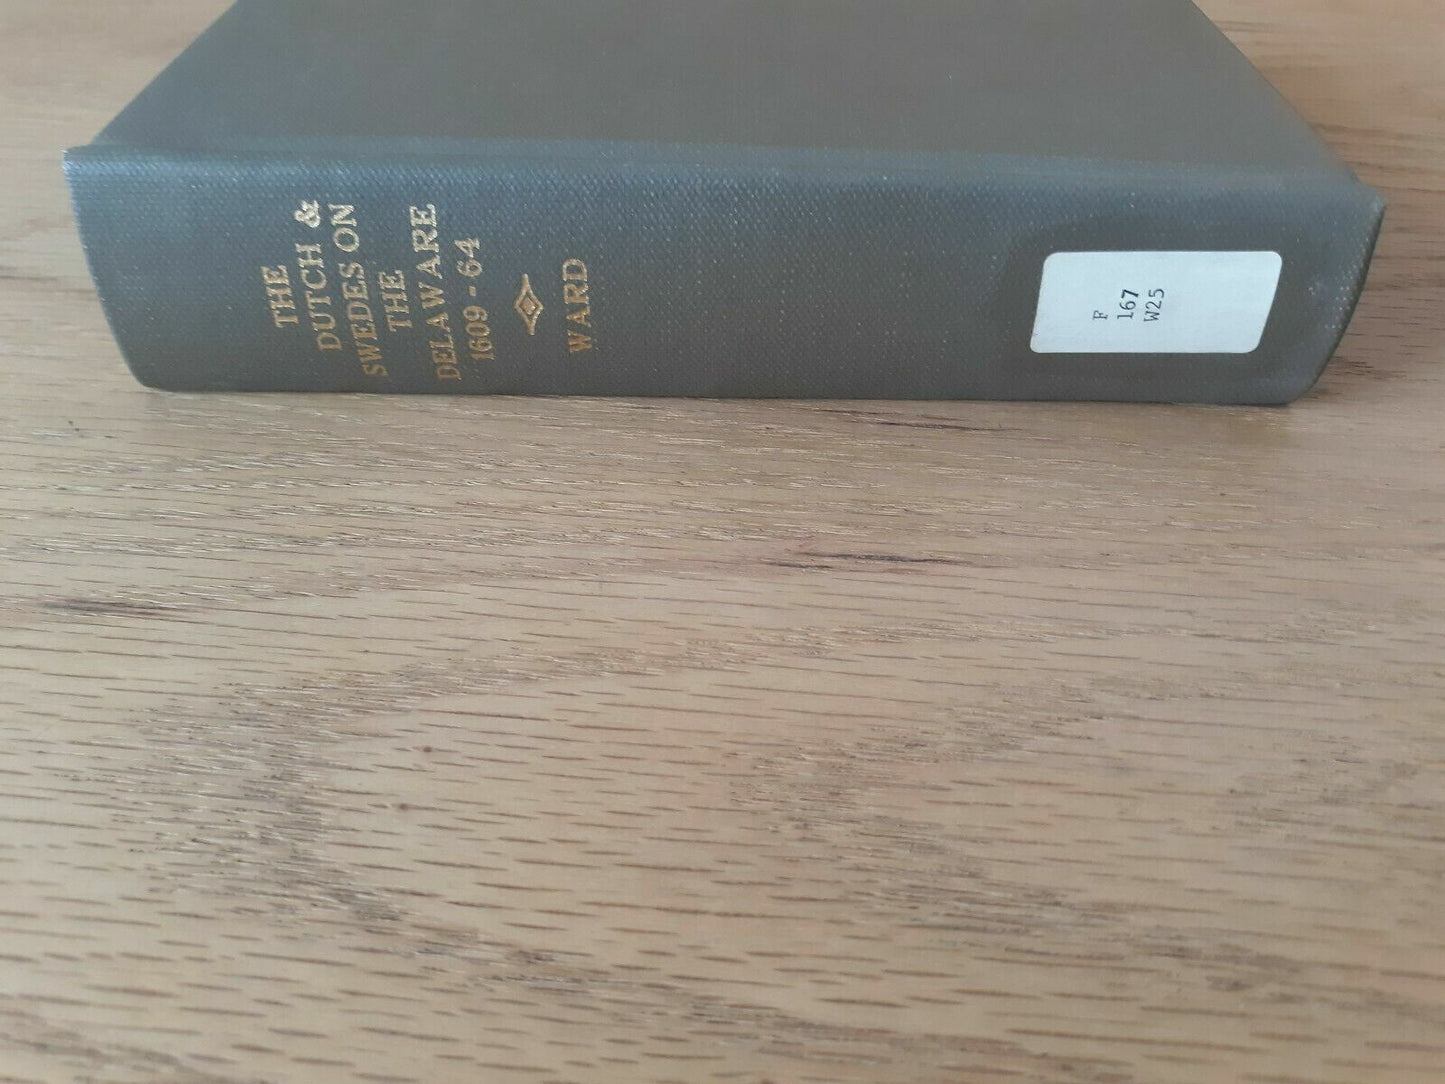 THE
DUTCH &
SWEDES ON
THE
DELAWARE
1609-64
WARD
F
167
W25